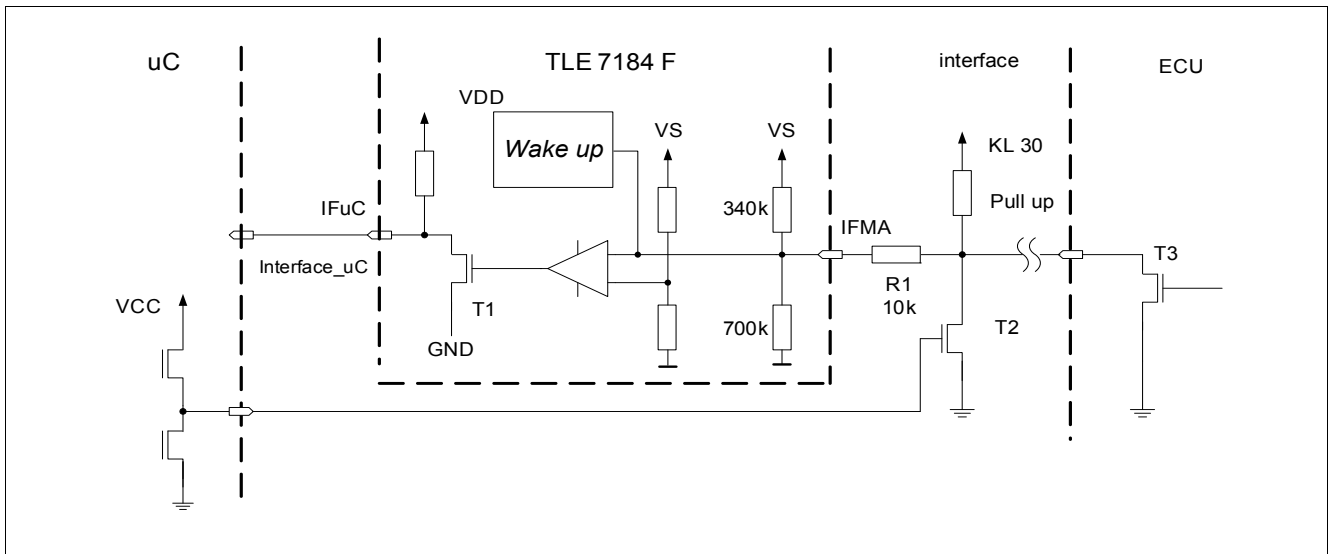 uC
TLE 7184 F
interface
ECU
VDD
Wake up
VS
VS
KL 30
340k
Pull up
IFuC
IFMA
T3
Interface_uC
R1
10k
T1
VCC
700k
T2
GND